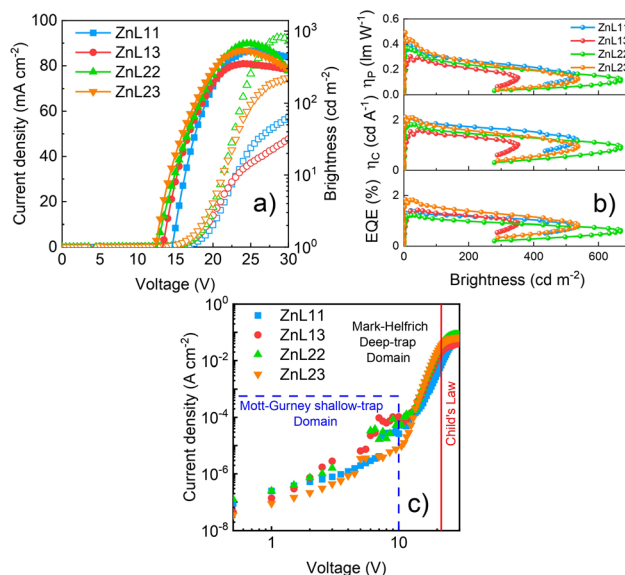 ZnL11
ZnL13
ZnL22
ZnL23
Current density (mA cm⁻²)
100
80
60
40
20
0
0 5 10 15 20 25 30
Voltage (V)
10³
10²
10¹
10⁰
Brightness (cd m⁻²)
a)
ZnL11
ZnL13
ZnL22
ZnL23
ηP (lm W⁻¹)
0.6
0.4
0.2
0.0
ηC (cd A⁻¹)
2
1
0
EQE (%)
2
1
0
b)
0 200 400 600
Brightness (cd m⁻²)
ZnL11
ZnL13
ZnL22
ZnL23
Mark-Helfrich
Deep-trap
Domain
Mott-Gurney shallow-trap
Domain
Child's Law
c)
Current density (A cm⁻²)
10⁰
10⁻²
10⁻⁴
10⁻⁶
10⁻⁸
1 10
Voltage (V)